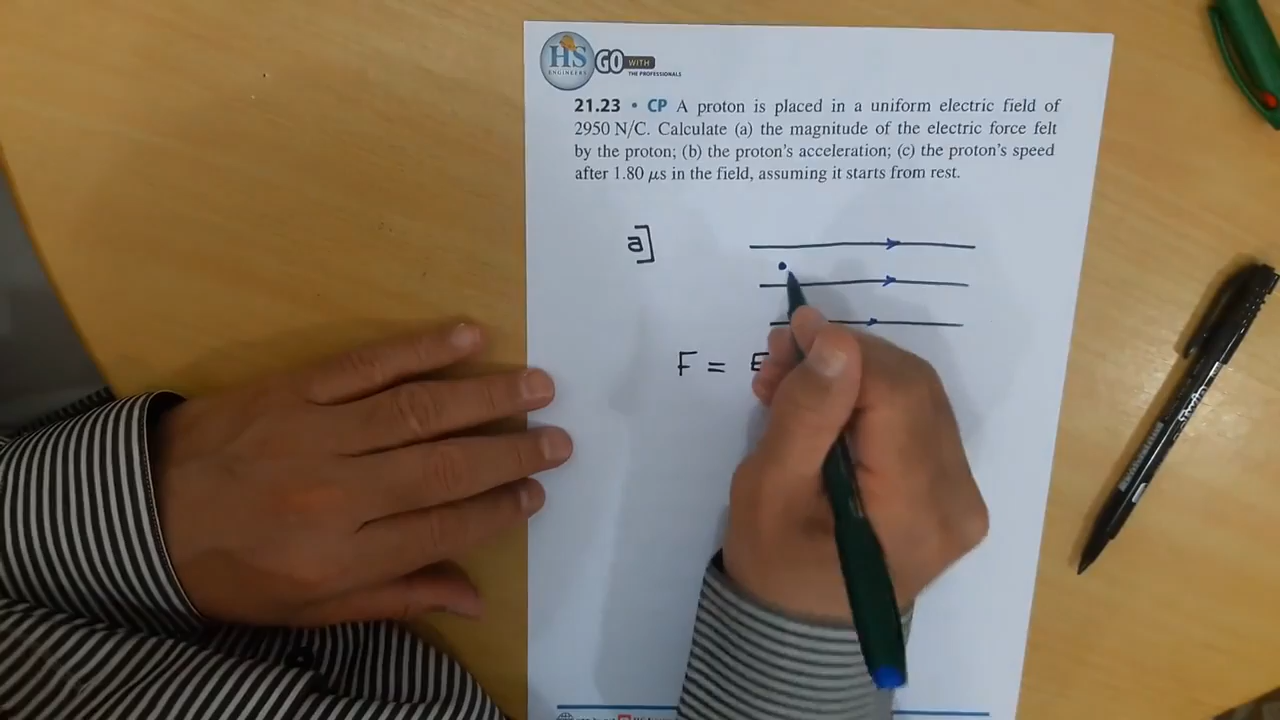 HS
ENGINEERS
GO WITH
THE PROFESSIONALS
21.23 • CP A proton is placed in a uniform electric field of
2950 N/C. Calculate (a) the magnitude of the electric force felt
by the proton; (b) the proton's acceleration; (c) the proton's speed
after 1.80 μs in the field, assuming it starts from rest.
a]
F = E